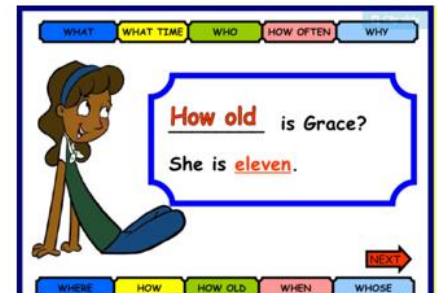 WHAT WHAT TIME WHO HOW OFTEN WHY
How old is Grace?
She is eleven.
NEXT
WHERE HOW HOW OLD WHEN WHOSE